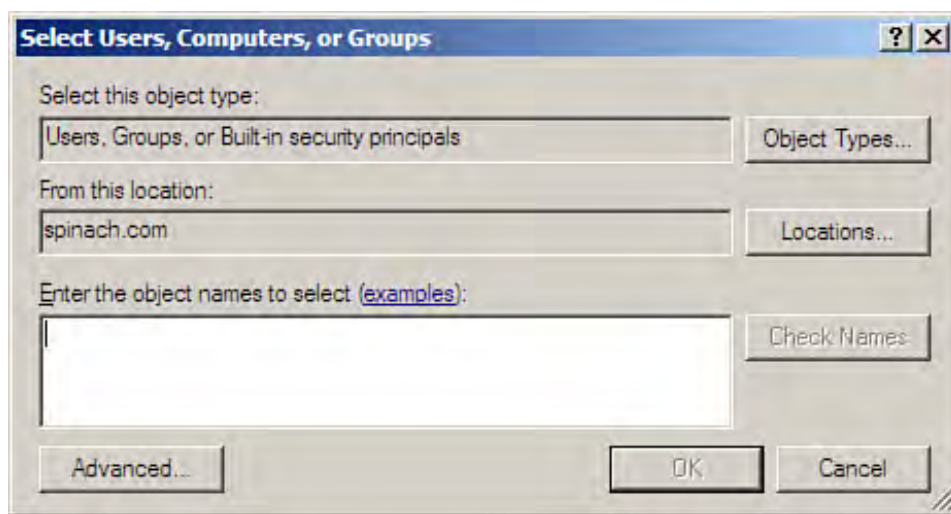 Select Users, Computers, or Groups
Select this object type:
Users, Groups, or Built-in security principals
Object Types...
From this location:
spinach.com
Locations...
Enter the object names to select (examples):
Check Names
Advanced...
OK
Cancel